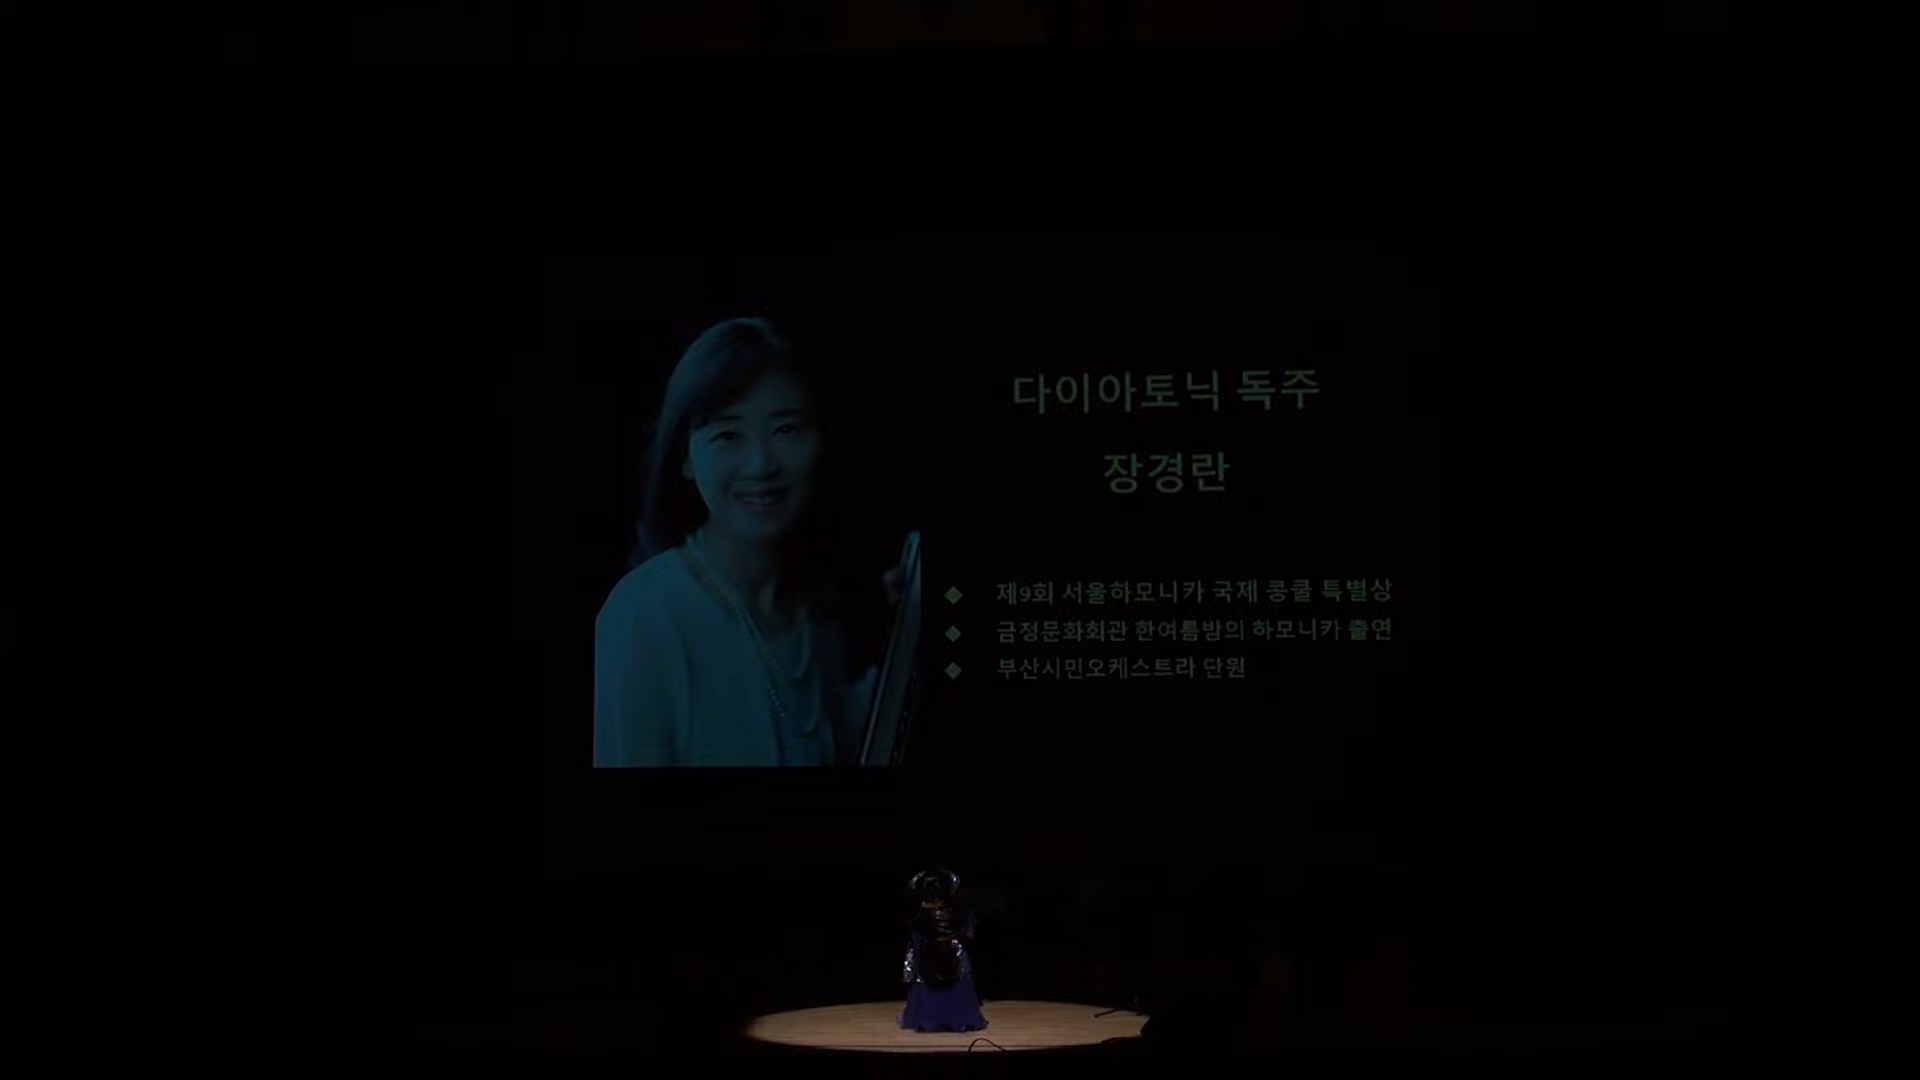 다이아토닉 독주
장경란
◆ 제9회 서울하모니카 국제 콩쿨 특별상
◆ 금정문화회관 한여름밤의 하모니카 출연
◆ 부산시민오케스트라 단원